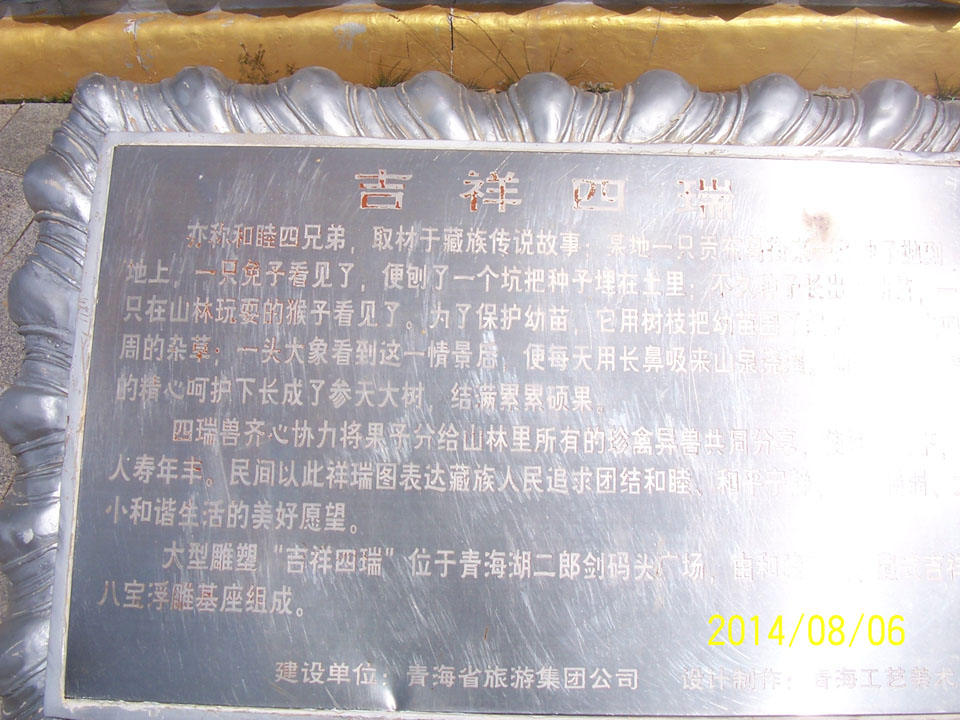 吉祥四瑞
亦称和睦四兄弟，取材于藏族传说故事：某地一只贡布
地上，一只兔子看见了，便刨了一个坑把种子埋在土里；不久种子长出
只在山林玩耍的猴子看见了。为了保护幼苗，它用树枝把幼苗
周的杂草；一头大象看到这一情景后，便每天用长鼻吸来山泉浇灌
的精心呵护下长成了参天大树，结满累累硕果。
四瑞兽齐心协力将果子分给山林里所有的珍禽异兽共同分享，
人寿年丰。民间以此祥瑞图表达藏族人民追求团结和睦、和平宁
小和谐生活的美好愿望。
大型雕塑“吉祥四瑞”位于青海湖二郎剑码头广场，由和 吉祥
八宝浮雕基座组成。
建设单位：青海省旅游集团公司 设计制作：青海工艺美术
2014/08/06